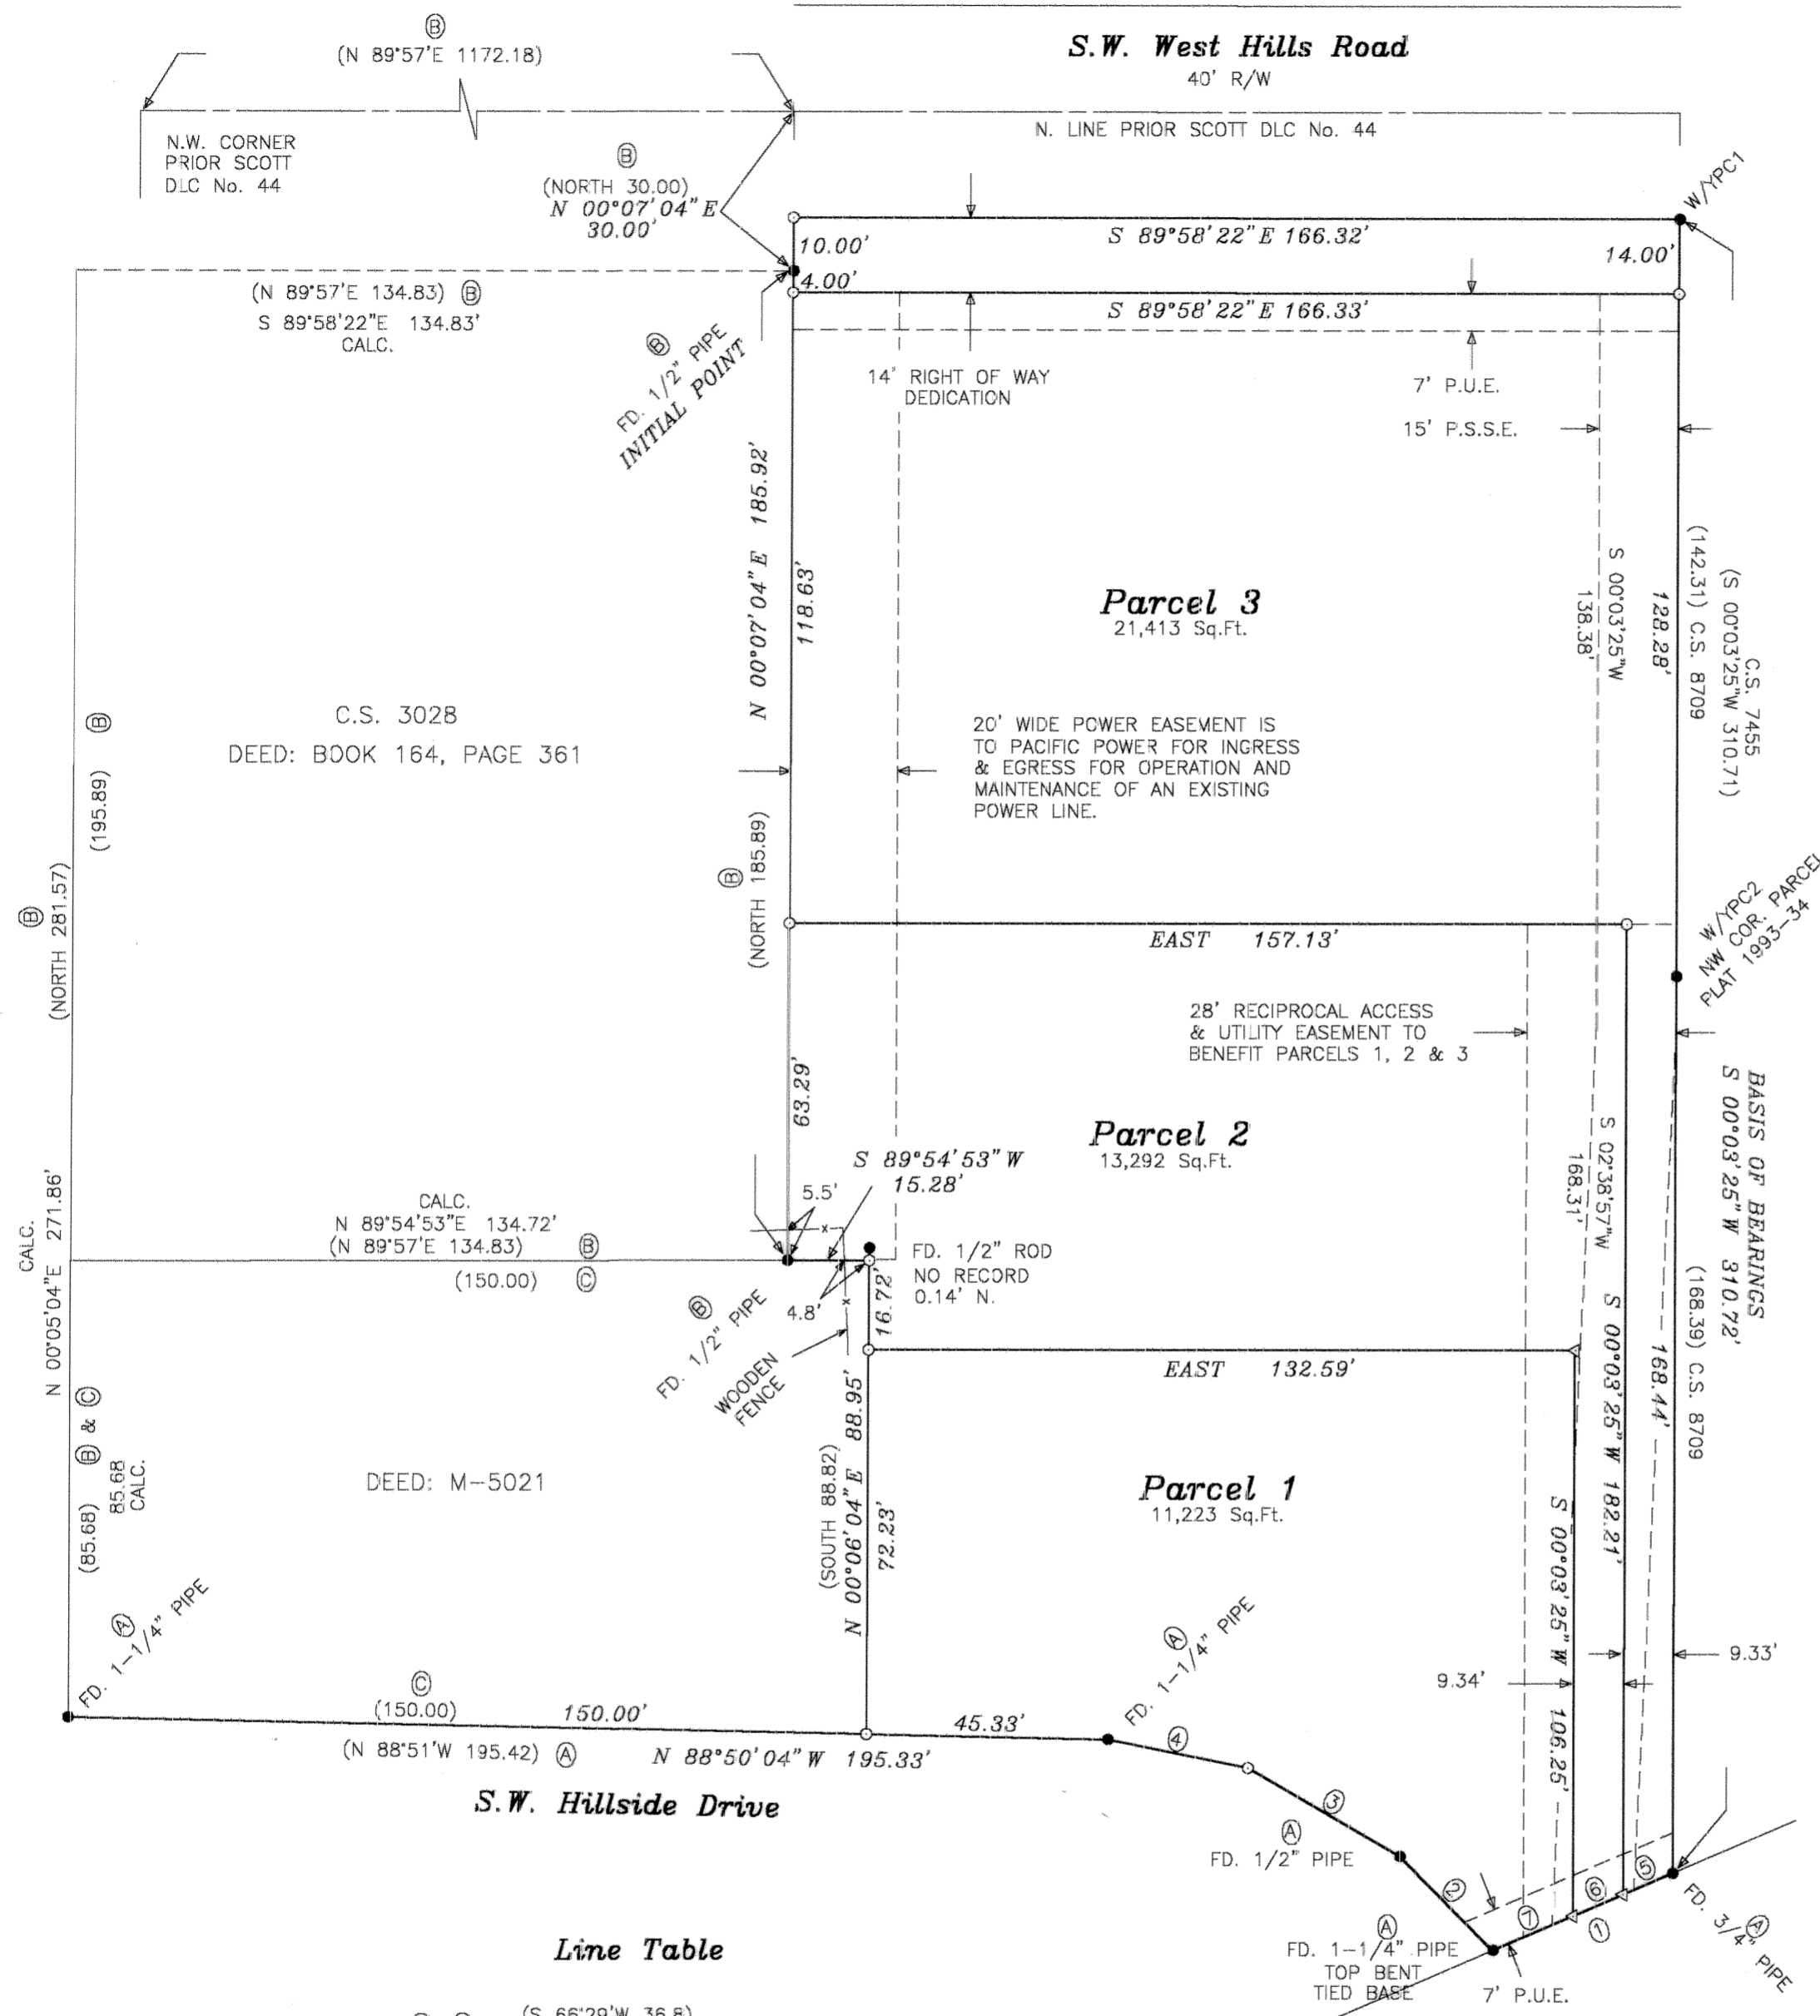 Ⓑ
(N 89°57'E 1172.18)
S.W. West Hills Road
40' R/W
N. LINE PRIOR SCOTT DLC No. 44
N.W. CORNER
PRIOR SCOTT
DLC No. 44
Ⓑ
(NORTH 30.00)
N 00°07'04"E
30.00'
W/YPC1
10.00'
S 89°58'22"E 166.32'
14.00'
4.00'
(N 89°57'E 134.83) Ⓑ
S 89°58'22"E 134.83'
CALC.
S 89°58'22"E 166.33'
Ⓑ
FD. 1/2" PIPE
INITIAL POINT
14' RIGHT OF WAY
DEDICATION
7' P.U.E.
15' P.S.S.E.
N 00°07'04"E 185.92'
118.63'
Parcel 3
21,413 Sq.Ft.
S 00°03'25"W
138.38'
128.28'
(142.31) C.S. 8709
C.S. 7455
(S 00°03'25"W 310.71)
C.S. 3028
DEED: BOOK 164, PAGE 361
Ⓑ
(195.89)
20' WIDE POWER EASEMENT IS
TO PACIFIC POWER FOR INGRESS
& EGRESS FOR OPERATION AND
MAINTENANCE OF AN EXISTING
POWER LINE.
Ⓑ
(NORTH 185.89)
Ⓑ
(NORTH 281.57)
EAST 157.13'
W/YPC2
NW COR. PARCEL
PLAT 1993-34
28' RECIPROCAL ACCESS
& UTILITY EASEMENT TO
BENEFIT PARCELS 1, 2 & 3
63.29'
Parcel 2
13,292 Sq.Ft.
BASIS OF BEARINGS
S 00°03'25"W 310.72'
S 02°38'57"W
168.31'
S 89°54'53"W
15.28'
5.5'
CALC.
N 89°54'53"E 134.72'
(N 89°57'E 134.83) Ⓑ
(150.00) Ⓒ
CALC.
N 00°05'04"E 271.86'
FD. 1/2" ROD
NO RECORD
0.14' N.
4.8'
16.72'
Ⓑ
FD. 1/2" PIPE
WOODEN
FENCE
EAST 132.59'
S 00°03'25"W 182.21'
168.44'
(168.39) C.S. 8709
(85.68) Ⓑ & Ⓒ
85.68
CALC.
DEED: M-5021
(SOUTH 88.82)
N 00°06'04"E 88.95'
72.23'
Parcel 1
11,223 Sq.Ft.
S 00°03'25"W 106.25'
Ⓐ
FD. 1-1/4" PIPE
Ⓐ
FD. 1-1/4" PIPE
9.33'
9.34'
Ⓒ
(150.00) 150.00'
45.33'
④
(N 88°51'W 195.42) Ⓐ N 88°50'04"W 195.33'
S.W. Hillside Drive
③
Ⓐ
FD. 1/2" PIPE
②
⑤
⑥
⑦
①
Ⓐ
FD. 3/4" PIPE
Ⓐ
FD. 1-1/4" PIPE
TOP BENT
TIED BASE
7' P.U.E.
Line Table
(S 66°29'W 36.8)